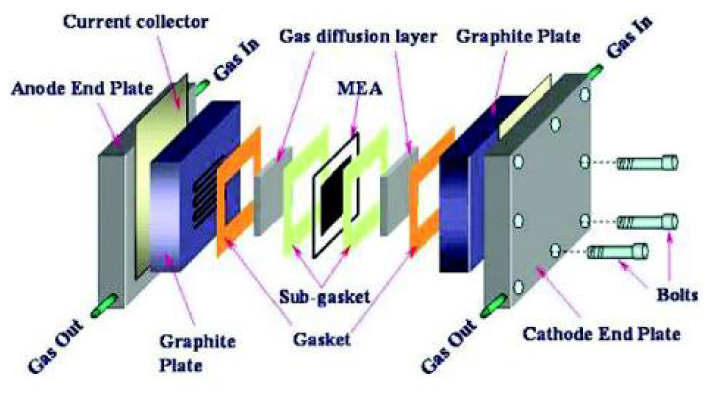 Current collector
Gas In
Gas diffusion layer
Graphite Plate
Gas In
Anode End Plate
MEA
Sub-gasket
Bolts
Gas Out
Graphite
Plate
Gasket
Gas Out
Cathode End Plate